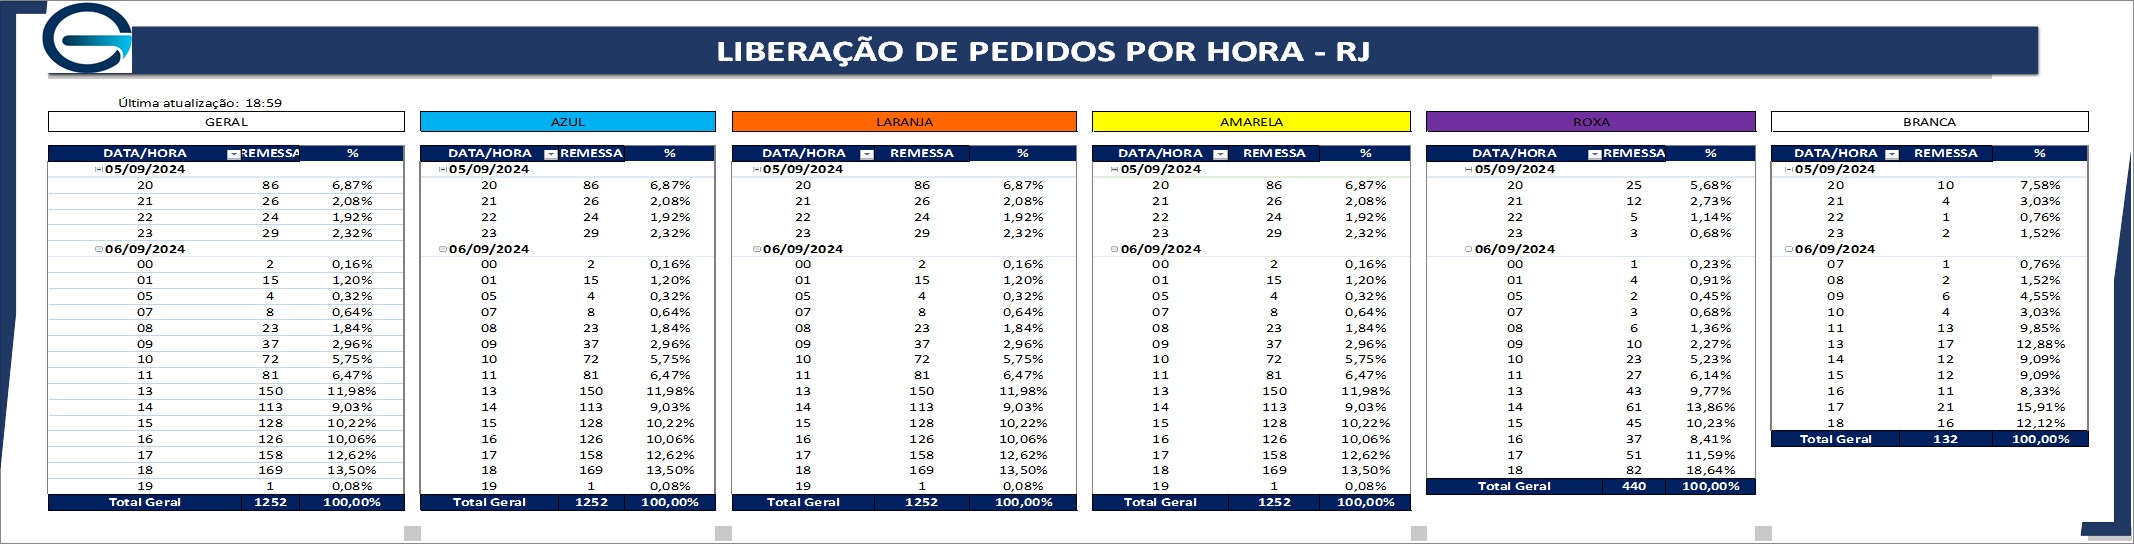 LIBERAÇÃO DE PEDIDOS POR HORA - RJ
Última atualização: 18:59
GERAL AZUL LARANJA AMARELA ROXA BRANCA
DATA/HORA REMESSA % DATA/HORA REMESSA % DATA/HORA REMESSA % DATA/HORA REMESSA % DATA/HORA REMESSA % DATA/HORA REMESSA %
05/09/2024 05/09/2024 05/09/2024 05/09/2024 05/09/2024 05/09/2024
20 86 6,87% 20 86 6,87% 20 86 6,87% 20 86 6,87% 20 25 5,68% 20 10 7,58%
21 26 2,08% 21 26 2,08% 21 26 2,08% 21 26 2,08% 21 12 2,73% 21 4 3,03%
22 24 1,92% 22 24 1,92% 22 24 1,92% 22 24 1,92% 22 5 1,14% 22 1 0,76%
23 29 2,32% 23 29 2,32% 23 29 2,32% 23 29 2,32% 23 3 0,68% 23 2 1,52%
06/09/2024 06/09/2024 06/09/2024 06/09/2024 06/09/2024 06/09/2024
00 2 0,16% 00 2 0,16% 00 2 0,16% 00 2 0,16% 00 1 0,23% 07 1 0,76%
01 15 1,20% 01 15 1,20% 01 15 1,20% 01 15 1,20% 01 4 0,91% 08 2 1,52%
05 4 0,32% 05 4 0,32% 05 4 0,32% 05 4 0,32% 05 2 0,45% 09 6 4,55%
07 8 0,64% 07 8 0,64% 07 8 0,64% 07 8 0,64% 07 3 0,68% 10 4 3,03%
08 23 1,84% 08 23 1,84% 08 23 1,84% 08 23 1,84% 08 6 1,36% 11 13 9,85%
09 37 2,96% 09 37 2,96% 09 37 2,96% 09 37 2,96% 09 10 2,27% 13 17 12,88%
10 72 5,75% 10 72 5,75% 10 72 5,75% 10 72 5,75% 10 23 5,23% 14 12 9,09%
11 81 6,47% 11 81 6,47% 11 81 6,47% 11 81 6,47% 11 27 6,14% 15 12 9,09%
13 150 11,98% 13 150 11,98% 13 150 11,98% 13 150 11,98% 13 43 9,77% 16 11 8,33%
14 113 9,03% 14 113 9,03% 14 113 9,03% 14 113 9,03% 14 61 13,86% 17 21 15,91%
15 128 10,22% 15 128 10,22% 15 128 10,22% 15 128 10,22% 15 45 10,23% 18 16 12,12%
16 126 10,06% 16 126 10,06% 16 126 10,06% 16 126 10,06% 16 37 8,41% Total Geral 132 100,00%
17 158 12,62% 17 158 12,62% 17 158 12,62% 17 158 12,62% 17 51 11,59%
18 169 13,50% 18 169 13,50% 18 169 13,50% 18 169 13,50% 18 82 18,64%
19 1 0,08% 19 1 0,08% 19 1 0,08% 19 1 0,08% Total Geral 440 100,00%
Total Geral 1252 100,00% Total Geral 1252 100,00% Total Geral 1252 100,00% Total Geral 1252 100,00%